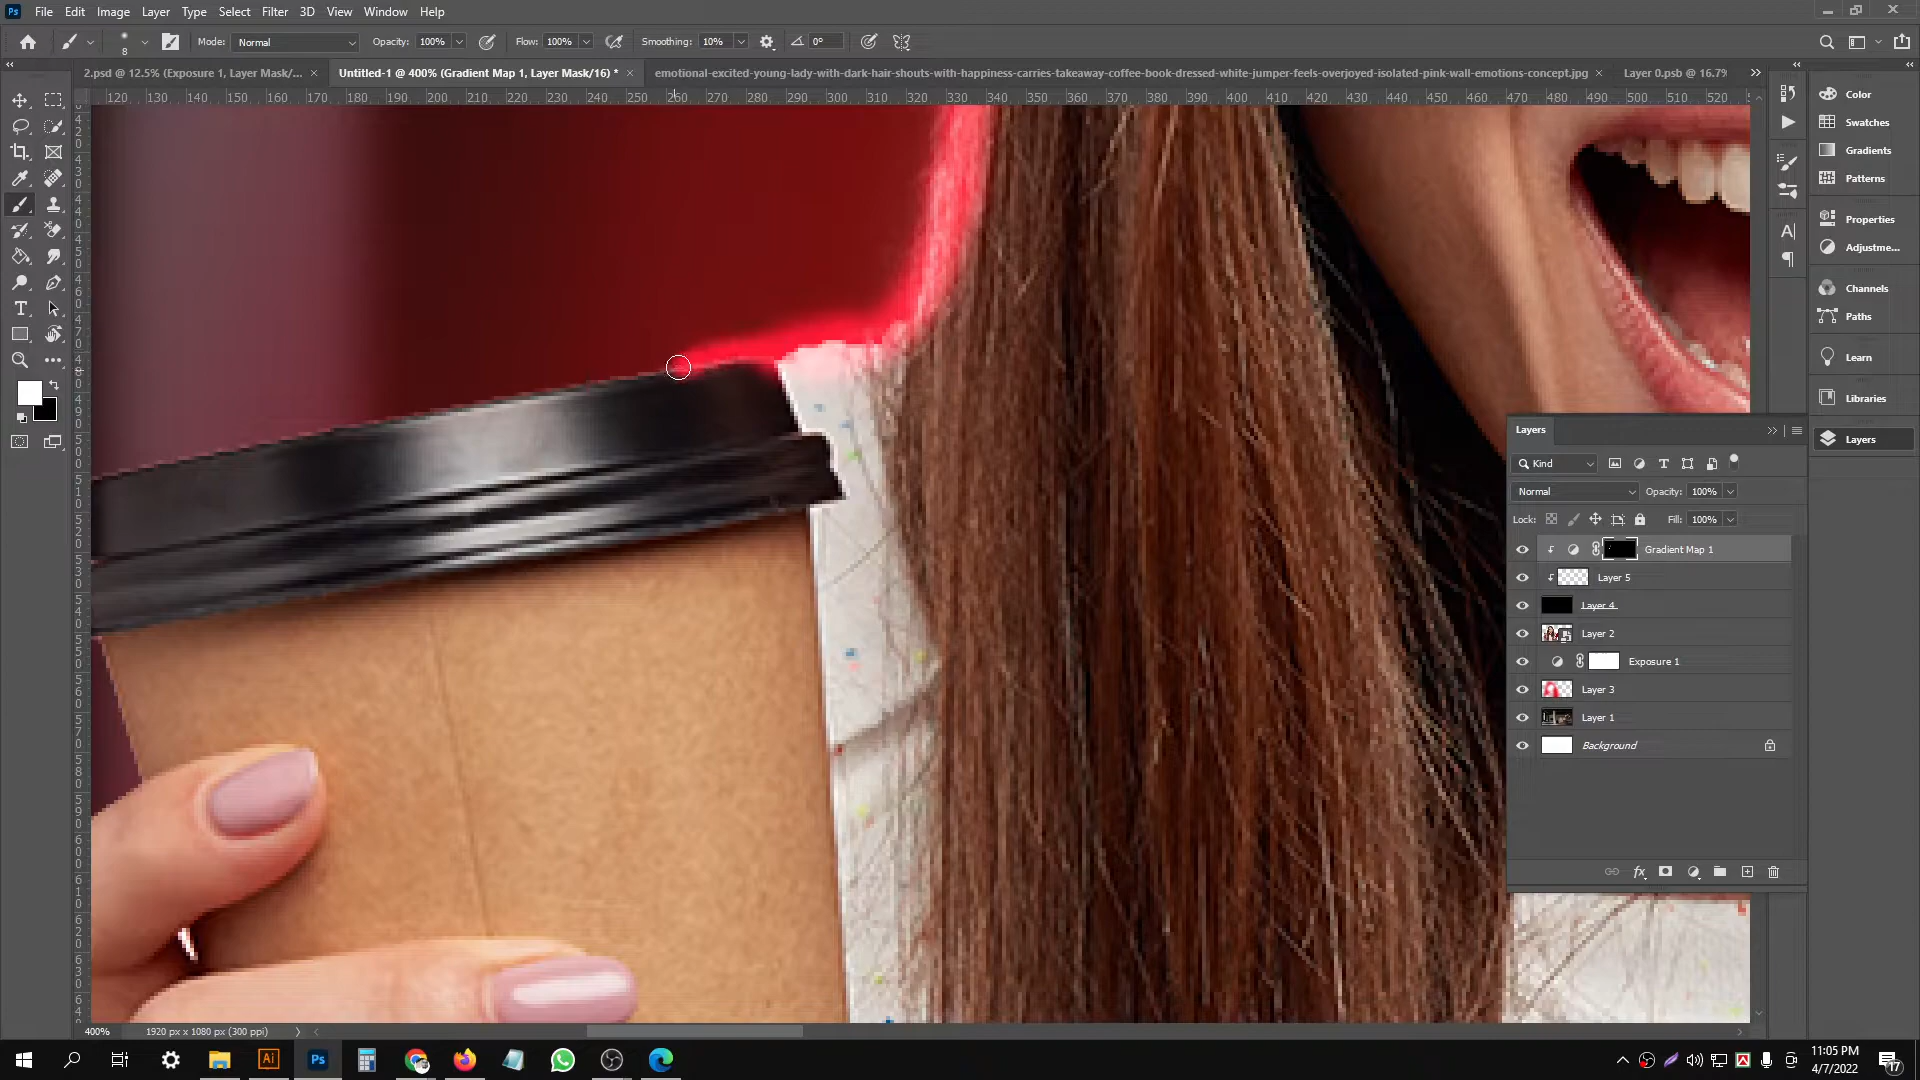 Ps File Edit Image Layer Type Select Filter 3D View Window Help
8 Mode: Normal Opacity: 100% Flow: 100% Smoothing: 10% 0°
2.psd @ 12.5% (Exposure 1, Layer Mask/... × Untitled-1 @ 400% (Gradient Map 1, Layer Mask/16) * × emotional-excited-young-lady-with-dark-hair-shouts-with-happiness-carries-takeaway-coffee-book-dressed-white-jumper-feels-overjoyed-isolated-pink-wall-emotions-concept.jpg × Layer 0.psb @ 16.7%
120 130 140 150 160 170 180 190 200 210 220 230 240 250 260 270 280 290 300 310 320 330 340 350 360 370 380 390 400 410 420 430 440 450 460 470 480 490 500 510 520
Color
Swatches
Gradients
Patterns
Properties
Adjustme...
Channels
Paths
Learn
Libraries
Layers
Layers
Kind
Normal Opacity: 100%
Lock: Fill: 100%
Gradient Map 1
Layer 5
Layer 4
Layer 2
Exposure 1
Layer 3
Layer 1
Background
fx
400% 1920 px x 1080 px (300 ppi)
Ai Ps
11:05 PM
4/7/2022
17